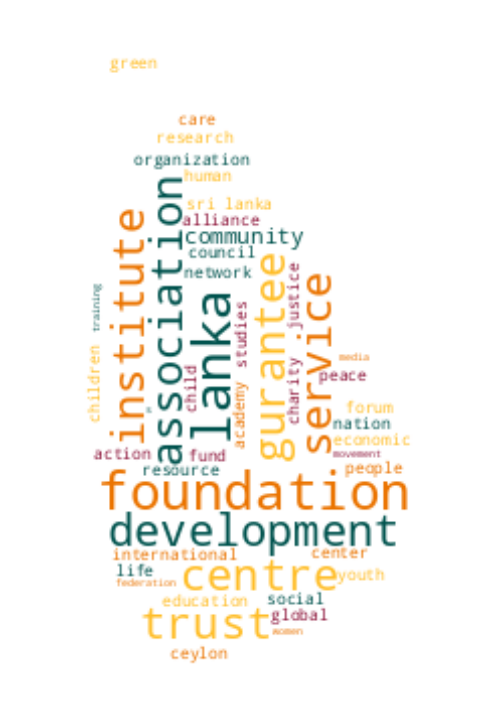 green
care
research
organization
human
sri lanka
alliance
community
council
network
association
institute
lanka
gurantee
service
justice
training
studies
child
children
charity
academy
media
peace
forum
nation
economic
movement
people
action
fund
resource
foundation
development
international
center
life
federation
centre
youth
education
social
trust
global
women
ceylon